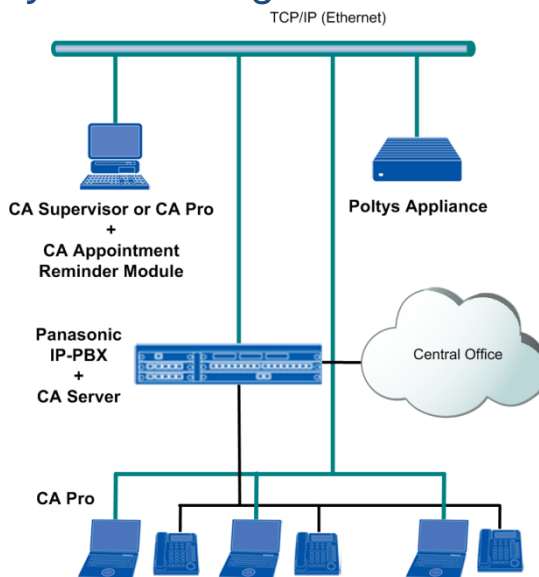 TCP/IP (Ethernet)
CA Supervisor or CA Pro
+
CA Appointment
Reminder Module
Poltys Appliance
Panasonic
IP-PBX
+
CA Server
Central Office
CA Pro